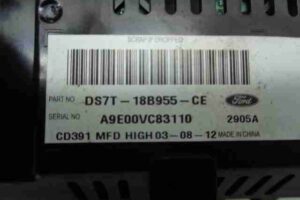 SCRAP IF DROPPED
PART NO DS7T-18B955-CE Ford
SERIAL NO A9E00VC83110 2905A
CD391 MFD HIGH 03-08-12 MADE IN CHINA